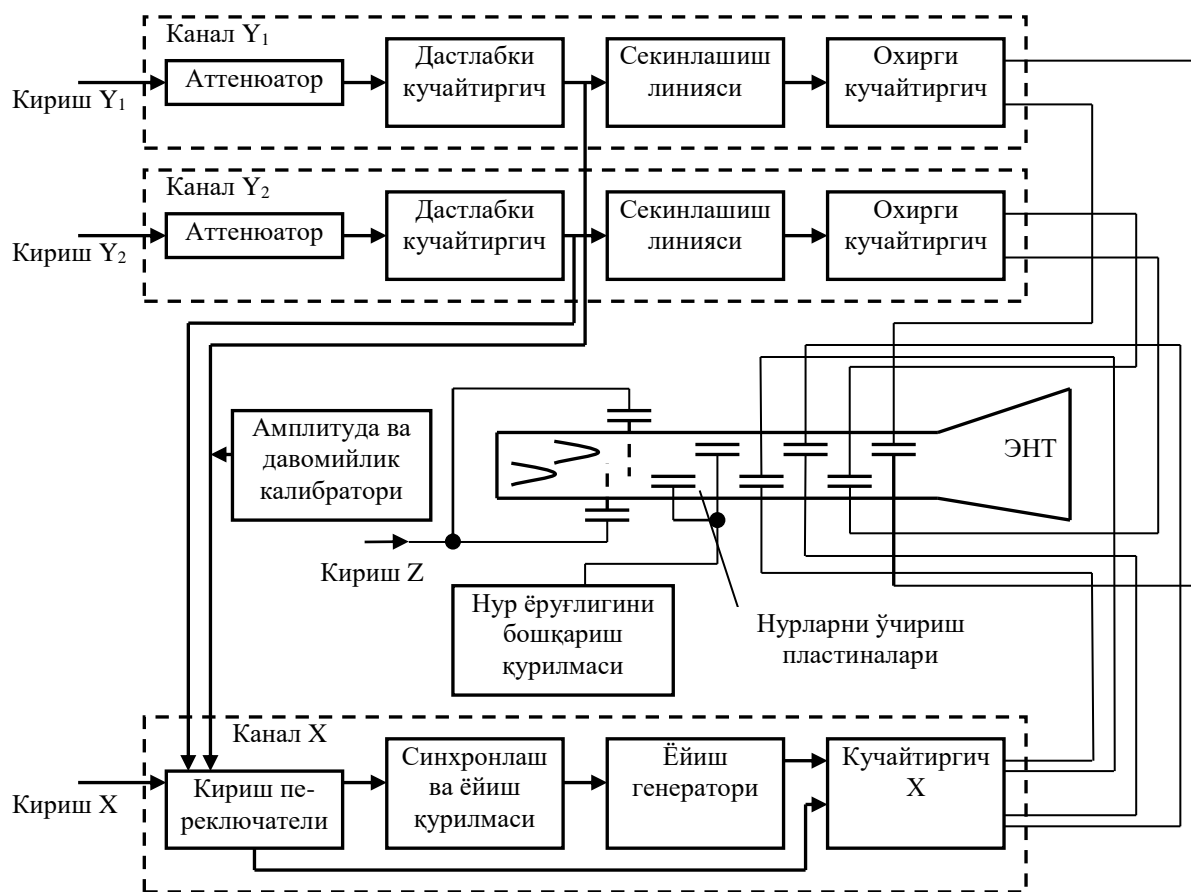 Канал Y₁
Кириш Y₁
Аттенюатор
Дастлабки
кучайтиргич
Секинлашиш
линияси
Охирги
кучайтиргич
Канал Y₂
Кириш Y₂
Аттенюатор
Дастлабки
кучайтиргич
Секинлашиш
линияси
Охирги
кучайтиргич
Амплитуда ва
давомийлик
калибратори
ЭНТ
Кириш Z
Нур ёруғлигини
бошқариш
қурилмаси
Нурларни ўчириш
пластиналари
Канал X
Кириш X
Кириш пе-
реключатели
Синхронлаш
ва ёйиш
қурилмаси
Ёйиш
генератори
Кучайтиргич
X